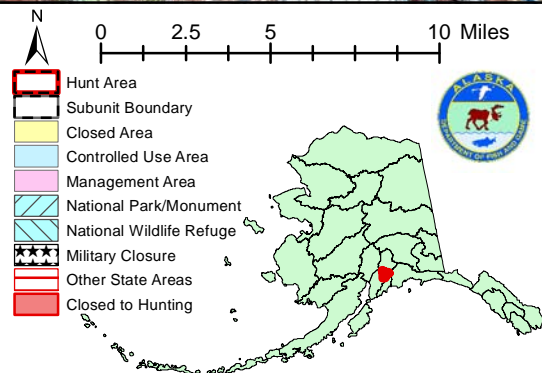 N
0 2.5 5 10 Miles
Hunt Area
Subunit Boundary
Closed Area
Controlled Use Area
Management Area
National Park/Monument
National Wildlife Refuge
Military Closure
Other State Areas
Closed to Hunting
ALASKA
DEPARTMENT OF FISH AND GAME